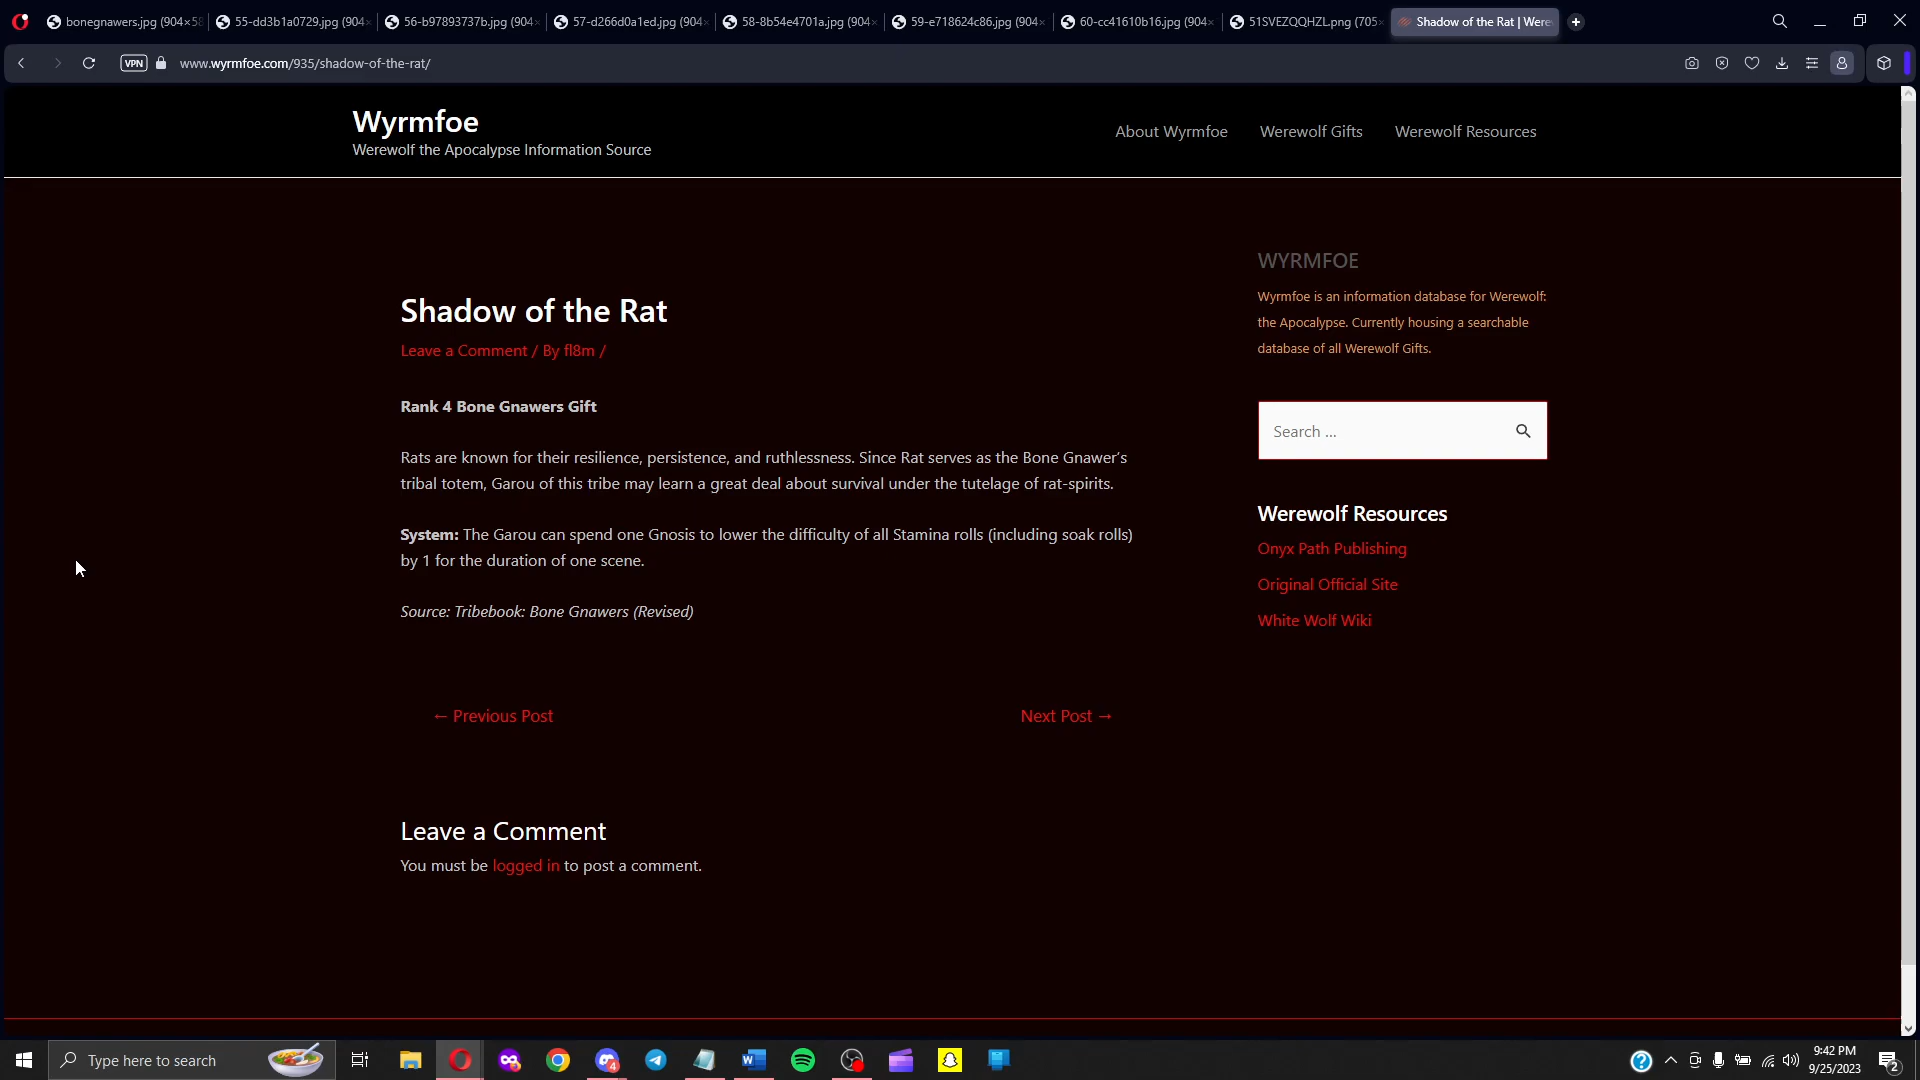 bonegnawers.jpg (904×58
55-dd3b1a0729.jpg (904×
56-b97893737b.jpg (904×
57-d266d0a1ed.jpg (904×
58-8b54e4701a.jpg (904×
59-e718624c86.jpg (904×
60-cc41610b16.jpg (904×
51SVEZQQHZL.png (705×
Shadow of the Rat | Were
VPN
www.wyrmfoe.com/935/shadow-of-the-rat/
Wyrmfoe
Werewolf the Apocalypse Information Source
About Wyrmfoe
Werewolf Gifts
Werewolf Resources
Shadow of the Rat
Leave a Comment / By fl8m /
Rank 4 Bone Gnawers Gift
Rats are known for their resilience, persistence, and ruthlessness. Since Rat serves as the Bone Gnawer’s
tribal totem, Garou of this tribe may learn a great deal about survival under the tutelage of rat-spirits.
System: The Garou can spend one Gnosis to lower the difficulty of all Stamina rolls (including soak rolls)
by 1 for the duration of one scene.
Source: Tribebook: Bone Gnawers (Revised)
← Previous Post
Next Post →
Leave a Comment
You must be logged in to post a comment.
WYRMFOE
Wyrmfoe is an information database for Werewolf:
the Apocalypse. Currently housing a searchable
database of all Werewolf Gifts.
Search ...
Werewolf Resources
Onyx Path Publishing
Original Official Site
White Wolf Wiki
Type here to search
4
9:42 PM
9/25/2023
2